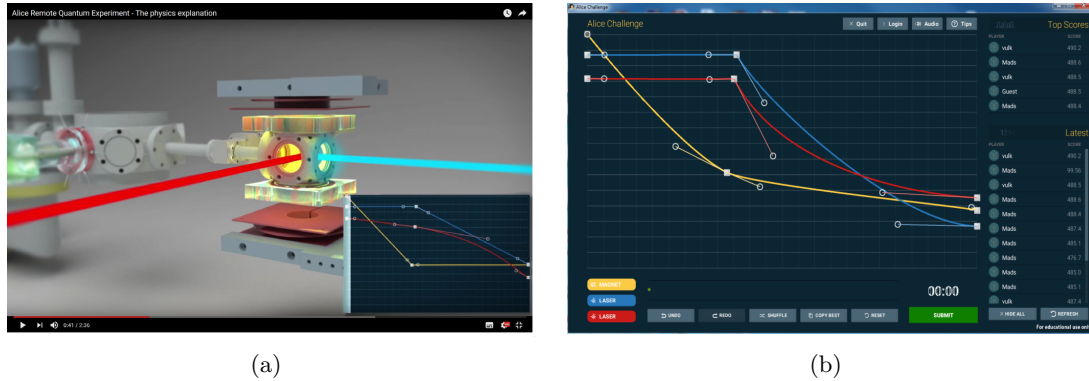 Alice Remote Quantum Experiment - The physics explanation
0:41 / 2:36
(a)
Alice Challenge
Alice Challenge
Quit
Login
Audio
Tips
Top Scores
PLAYER SCORE
vulk 490.2
Mads 488.6
vulk 488.5
Guest 488.5
Mads 488.4
Latest
PLAYER SCORE
vulk 490.2
Mads 99.56
vulk 488.5
Mads 488.6
Mads 488.4
Mads 487.4
Mads 485.1
Mads 476.7
Mads 485.0
Mads 485.1
vulk 487.1
MAGNET
LASER
LASER
00:00
UNDO
REDO
SHUFFLE
COPY BEST
RESET
SUBMIT
HIDE ALL
REFRESH
For educational use only
(b)